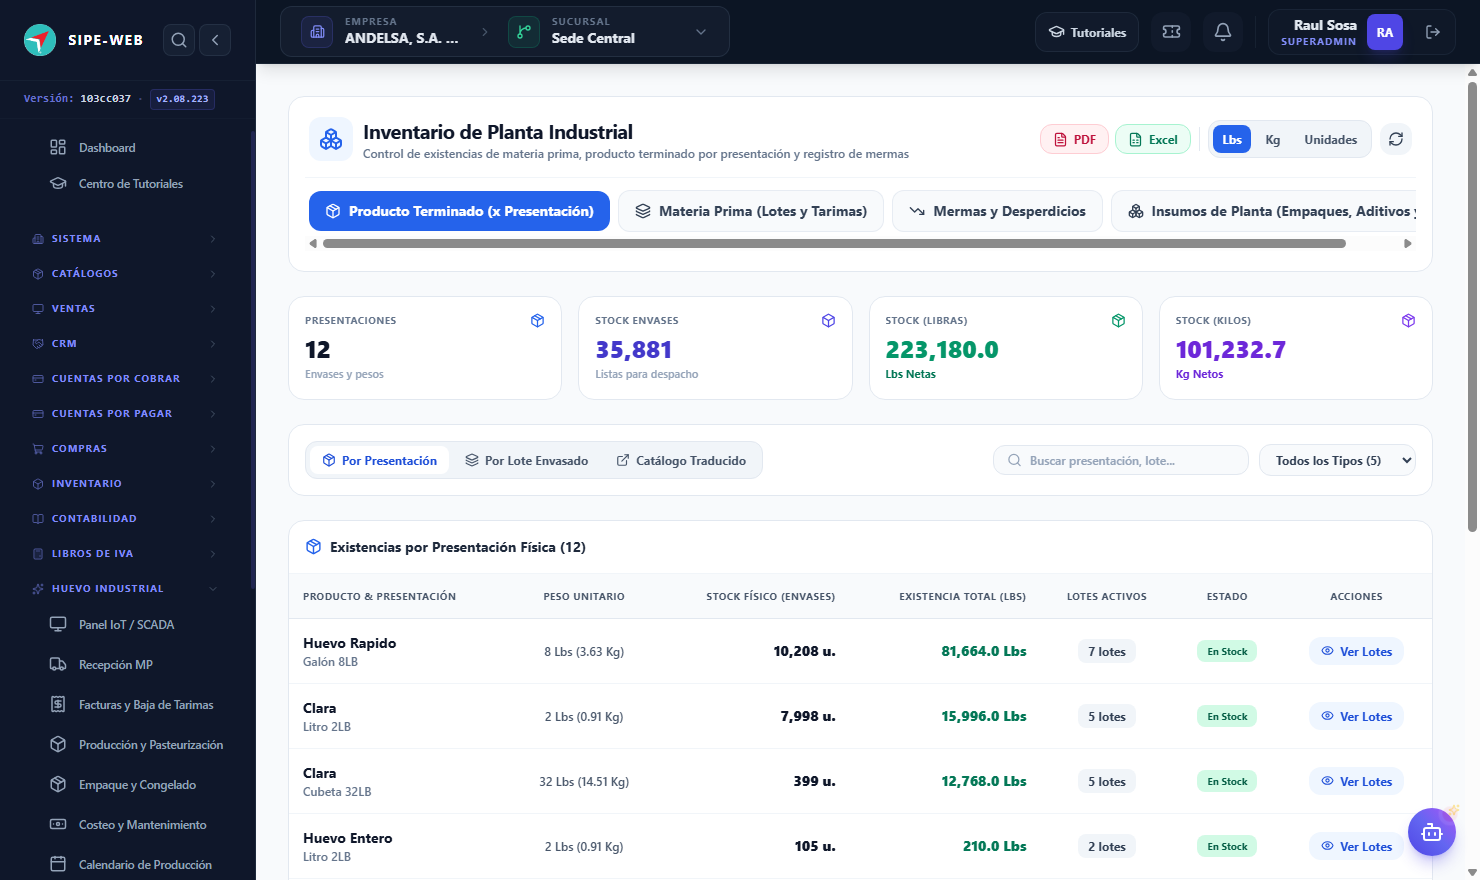 SIPE-WEB
Versión: 103cc037 · v2.08.223
Dashboard
Centro de Tutoriales
SISTEMA
CATÁLOGOS
VENTAS
CRM
CUENTAS POR COBRAR
CUENTAS POR PAGAR
COMPRAS
INVENTARIO
CONTABILIDAD
LIBROS DE IVA
HUEVO INDUSTRIAL
Panel IoT / SCADA
Recepción MP
Facturas y Baja de Tarimas
Producción y Pasteurización
Empaque y Congelado
Costeo y Mantenimiento
Calendario de Producción
EMPRESA
ANDELSA, S.A. ...
SUCURSAL
Sede Central
Tutoriales
Raul Sosa
SUPERADMIN
RA
Inventario de Planta Industrial
Control de existencias de materia prima, producto terminado por presentación y registro de mermas
PDF
Excel
Lbs
Kg
Unidades
Producto Terminado (x Presentación)
Materia Prima (Lotes y Tarimas)
Mermas y Desperdicios
Insumos de Planta (Empaques, Aditivos y
PRESENTACIONES
12
Envases y pesos
STOCK ENVASES
35,881
Listas para despacho
STOCK (LIBRAS)
223,180.0
Lbs Netas
STOCK (KILOS)
101,232.7
Kg Netos
Por Presentación
Por Lote Envasado
Catálogo Traducido
Buscar presentación, lote...
Todos los Tipos (5)
Existencias por Presentación Física (12)
PRODUCTO & PRESENTACIÓN PESO UNITARIO STOCK FÍSICO (ENVASES) EXISTENCIA TOTAL (LBS) LOTES ACTIVOS ESTADO ACCIONES
Huevo Rapido
Galón 8LB
8 Lbs (3.63 Kg) 10,208 u. 81,664.0 Lbs 7 lotes En Stock Ver Lotes
Clara
Litro 2LB
2 Lbs (0.91 Kg) 7,998 u. 15,996.0 Lbs 5 lotes En Stock Ver Lotes
Clara
Cubeta 32LB
32 Lbs (14.51 Kg) 399 u. 12,768.0 Lbs 5 lotes En Stock Ver Lotes
Huevo Entero
Litro 2LB
2 Lbs (0.91 Kg) 105 u. 210.0 Lbs 2 lotes En Stock Ver Lotes